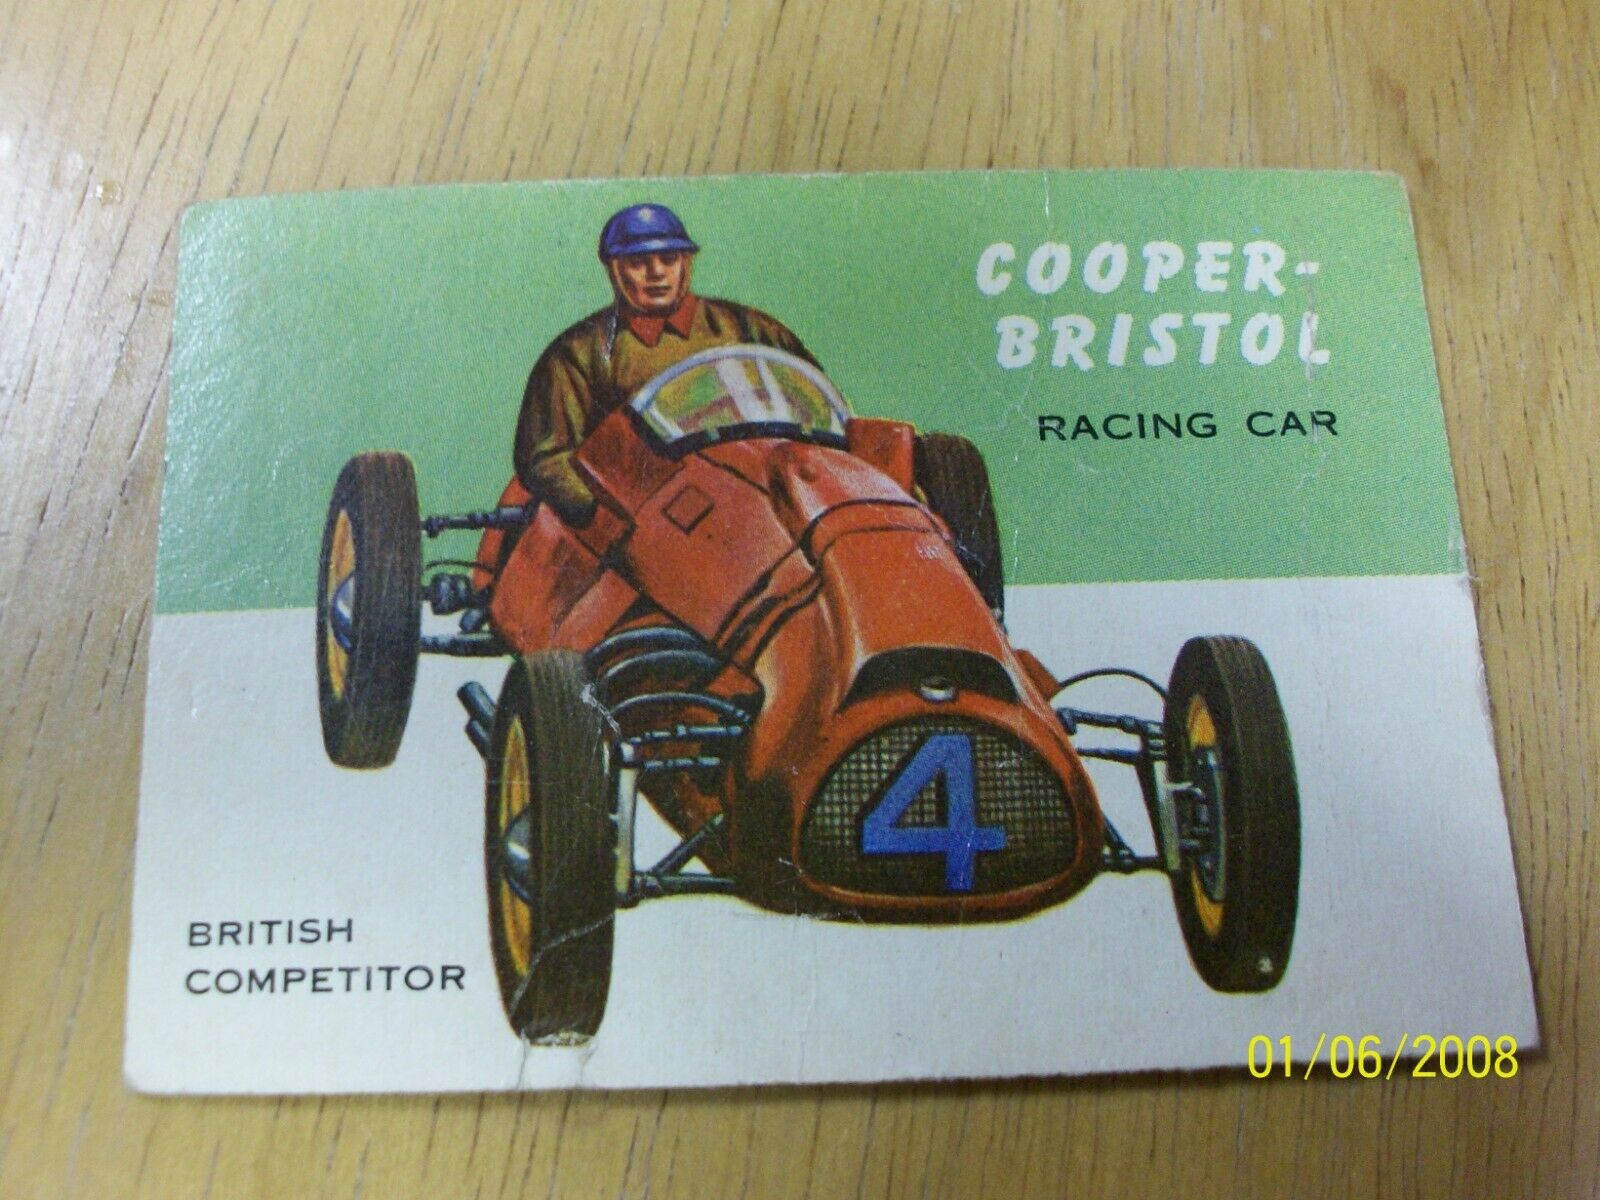 COOPER-
BRISTOL
RACING CAR
4
BRITISH
COMPETITOR
01/06/2008